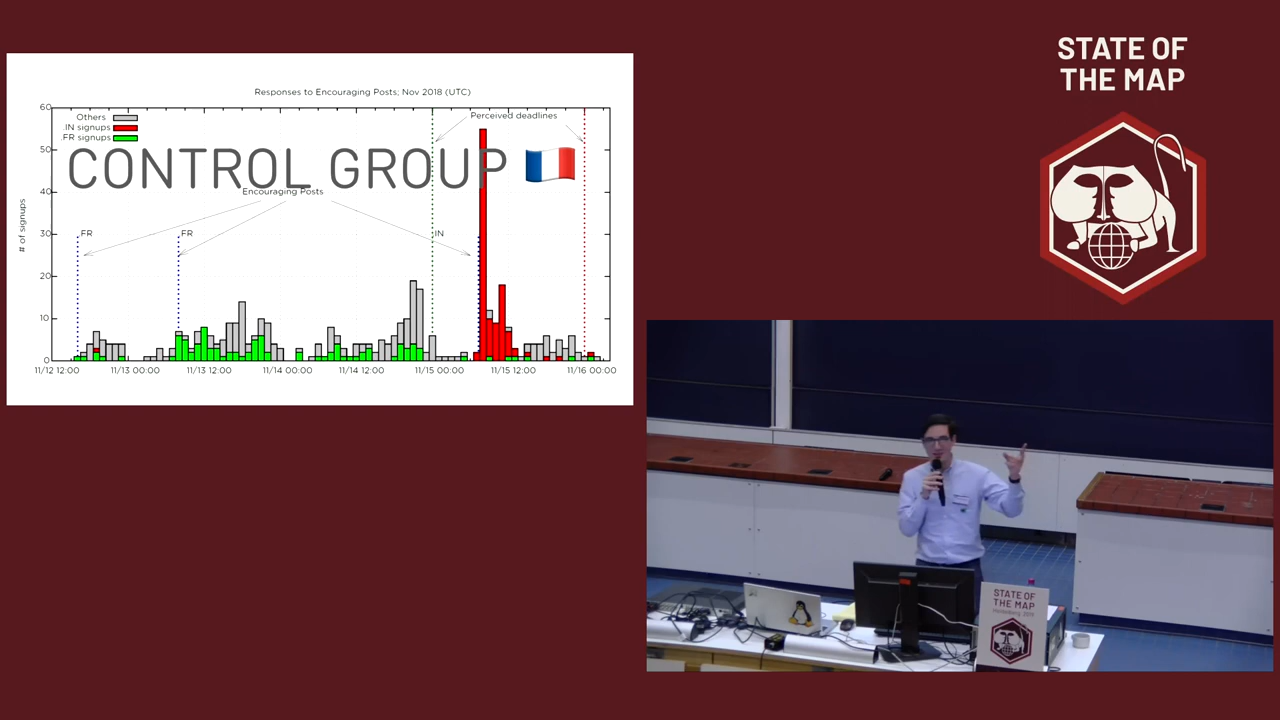 Responses to Encouraging Posts; Nov 2018 (UTC)
60
50
40
30
20
10
0
# of signups
Others
.IN signups
.FR signups
Perceived deadlines
CONTROL GROUP
Encouraging Posts
FR
FR
IN
11/12 12:00
11/13 00:00
11/13 12:00
11/14 00:00
11/14 12:00
11/15 00:00
11/15 12:00
11/16 00:00
STATE OF
THE MAP
STATE OF
THE MAP
Heidelberg 2019